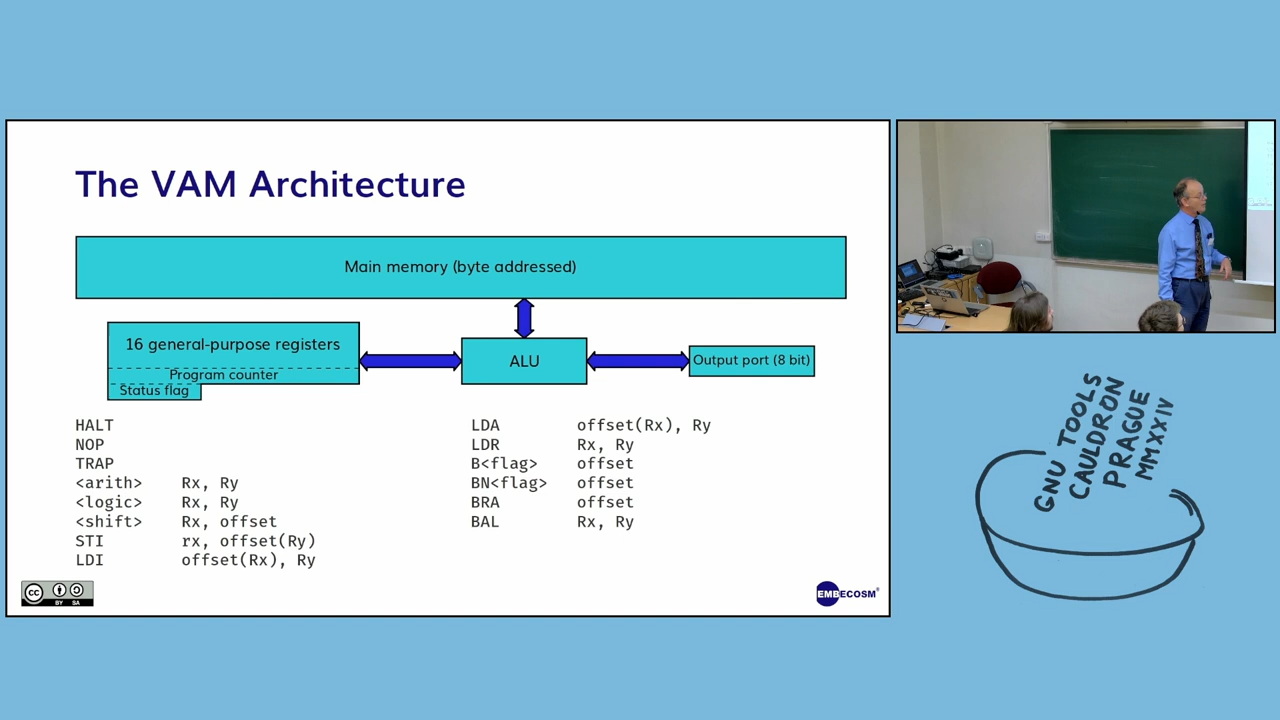 The VAM Architecture
Main memory (byte addressed)
16 general-purpose registers
Program counter
Status flag
ALU
Output port (8 bit)
HALT
NOP
TRAP
<arith> Rx, Ry
<logic> Rx, Ry
<shift> Rx, offset
STI rx, offset(Ry)
LDI offset(Rx), Ry
LDA offset(Rx), Ry
LDR Rx, Ry
B<flag> offset
BN<flag> offset
BRA offset
BAL Rx, Ry
cc
BY SA
EMBECOSM®
GNU TOOLS
CAULDRON
PRAGUE
MMXXIV